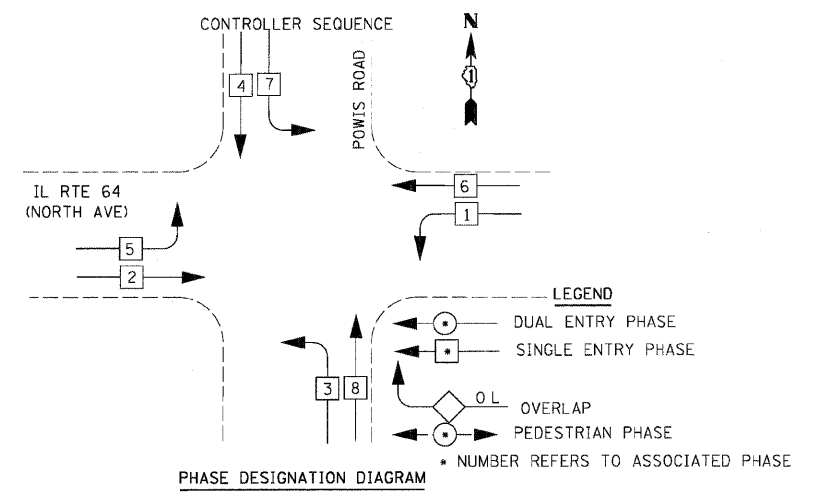 CONTROLLER SEQUENCE
N
1
4
7
POWIS ROAD
IL RTE 64
(NORTH AVE)
6
1
5
2
LEGEND
* DUAL ENTRY PHASE
* SINGLE ENTRY PHASE
3
8
OL
OVERLAP
* PEDESTRIAN PHASE
* NUMBER REFERS TO ASSOCIATED PHASE
PHASE DESIGNATION DIAGRAM